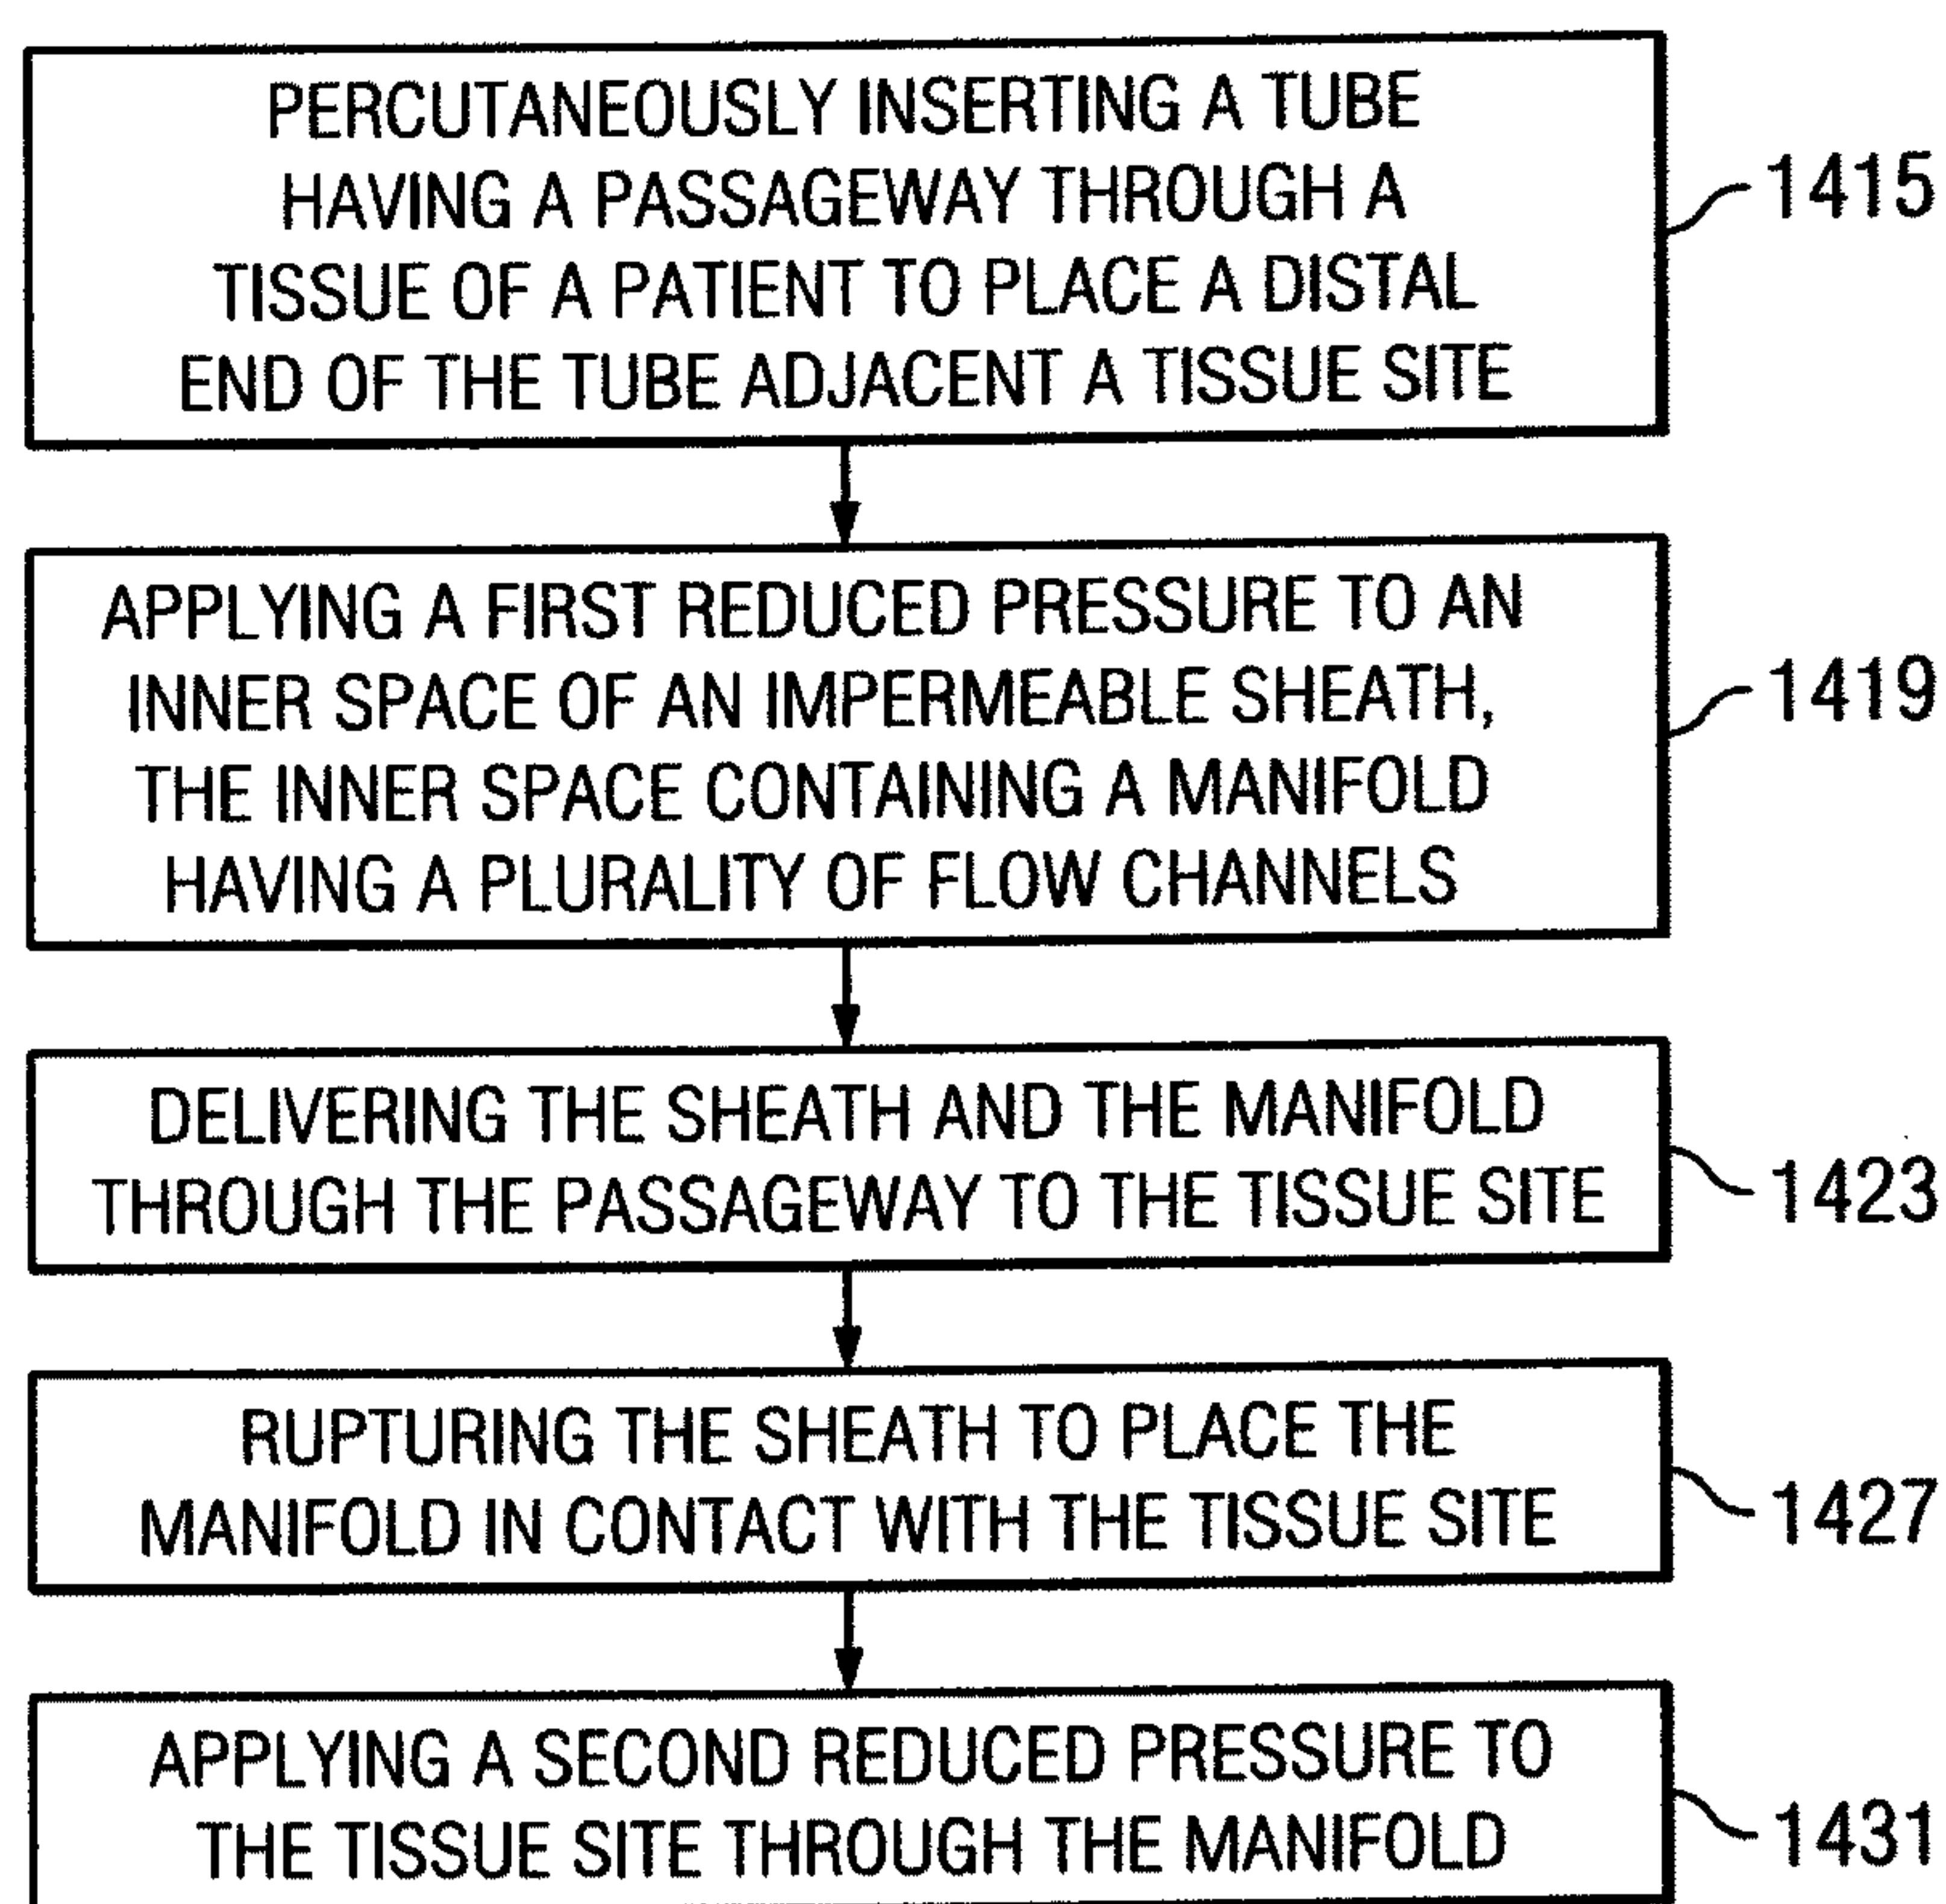 PERCUTANEOUSLY INSERTING A TUBE
HAVING A PASSAGEWAY THROUGH A
TISSUE OF A PATIENT TO PLACE A DISTAL
END OF THE TUBE ADJACENT A TISSUE SITE
1415
APPLYING A FIRST REDUCED PRESSURE TO AN
INNER SPACE OF AN IMPERMEABLE SHEATH,
THE INNER SPACE CONTAINING A MANIFOLD
HAVING A PLURALITY OF FLOW CHANNELS
1419
DELIVERING THE SHEATH AND THE MANIFOLD
THROUGH THE PASSAGEWAY TO THE TISSUE SITE
1423
RUPTURING THE SHEATH TO PLACE THE
MANIFOLD IN CONTACT WITH THE TISSUE SITE
1427
APPLYING A SECOND REDUCED PRESSURE TO
THE TISSUE SITE THROUGH THE MANIFOLD
1431